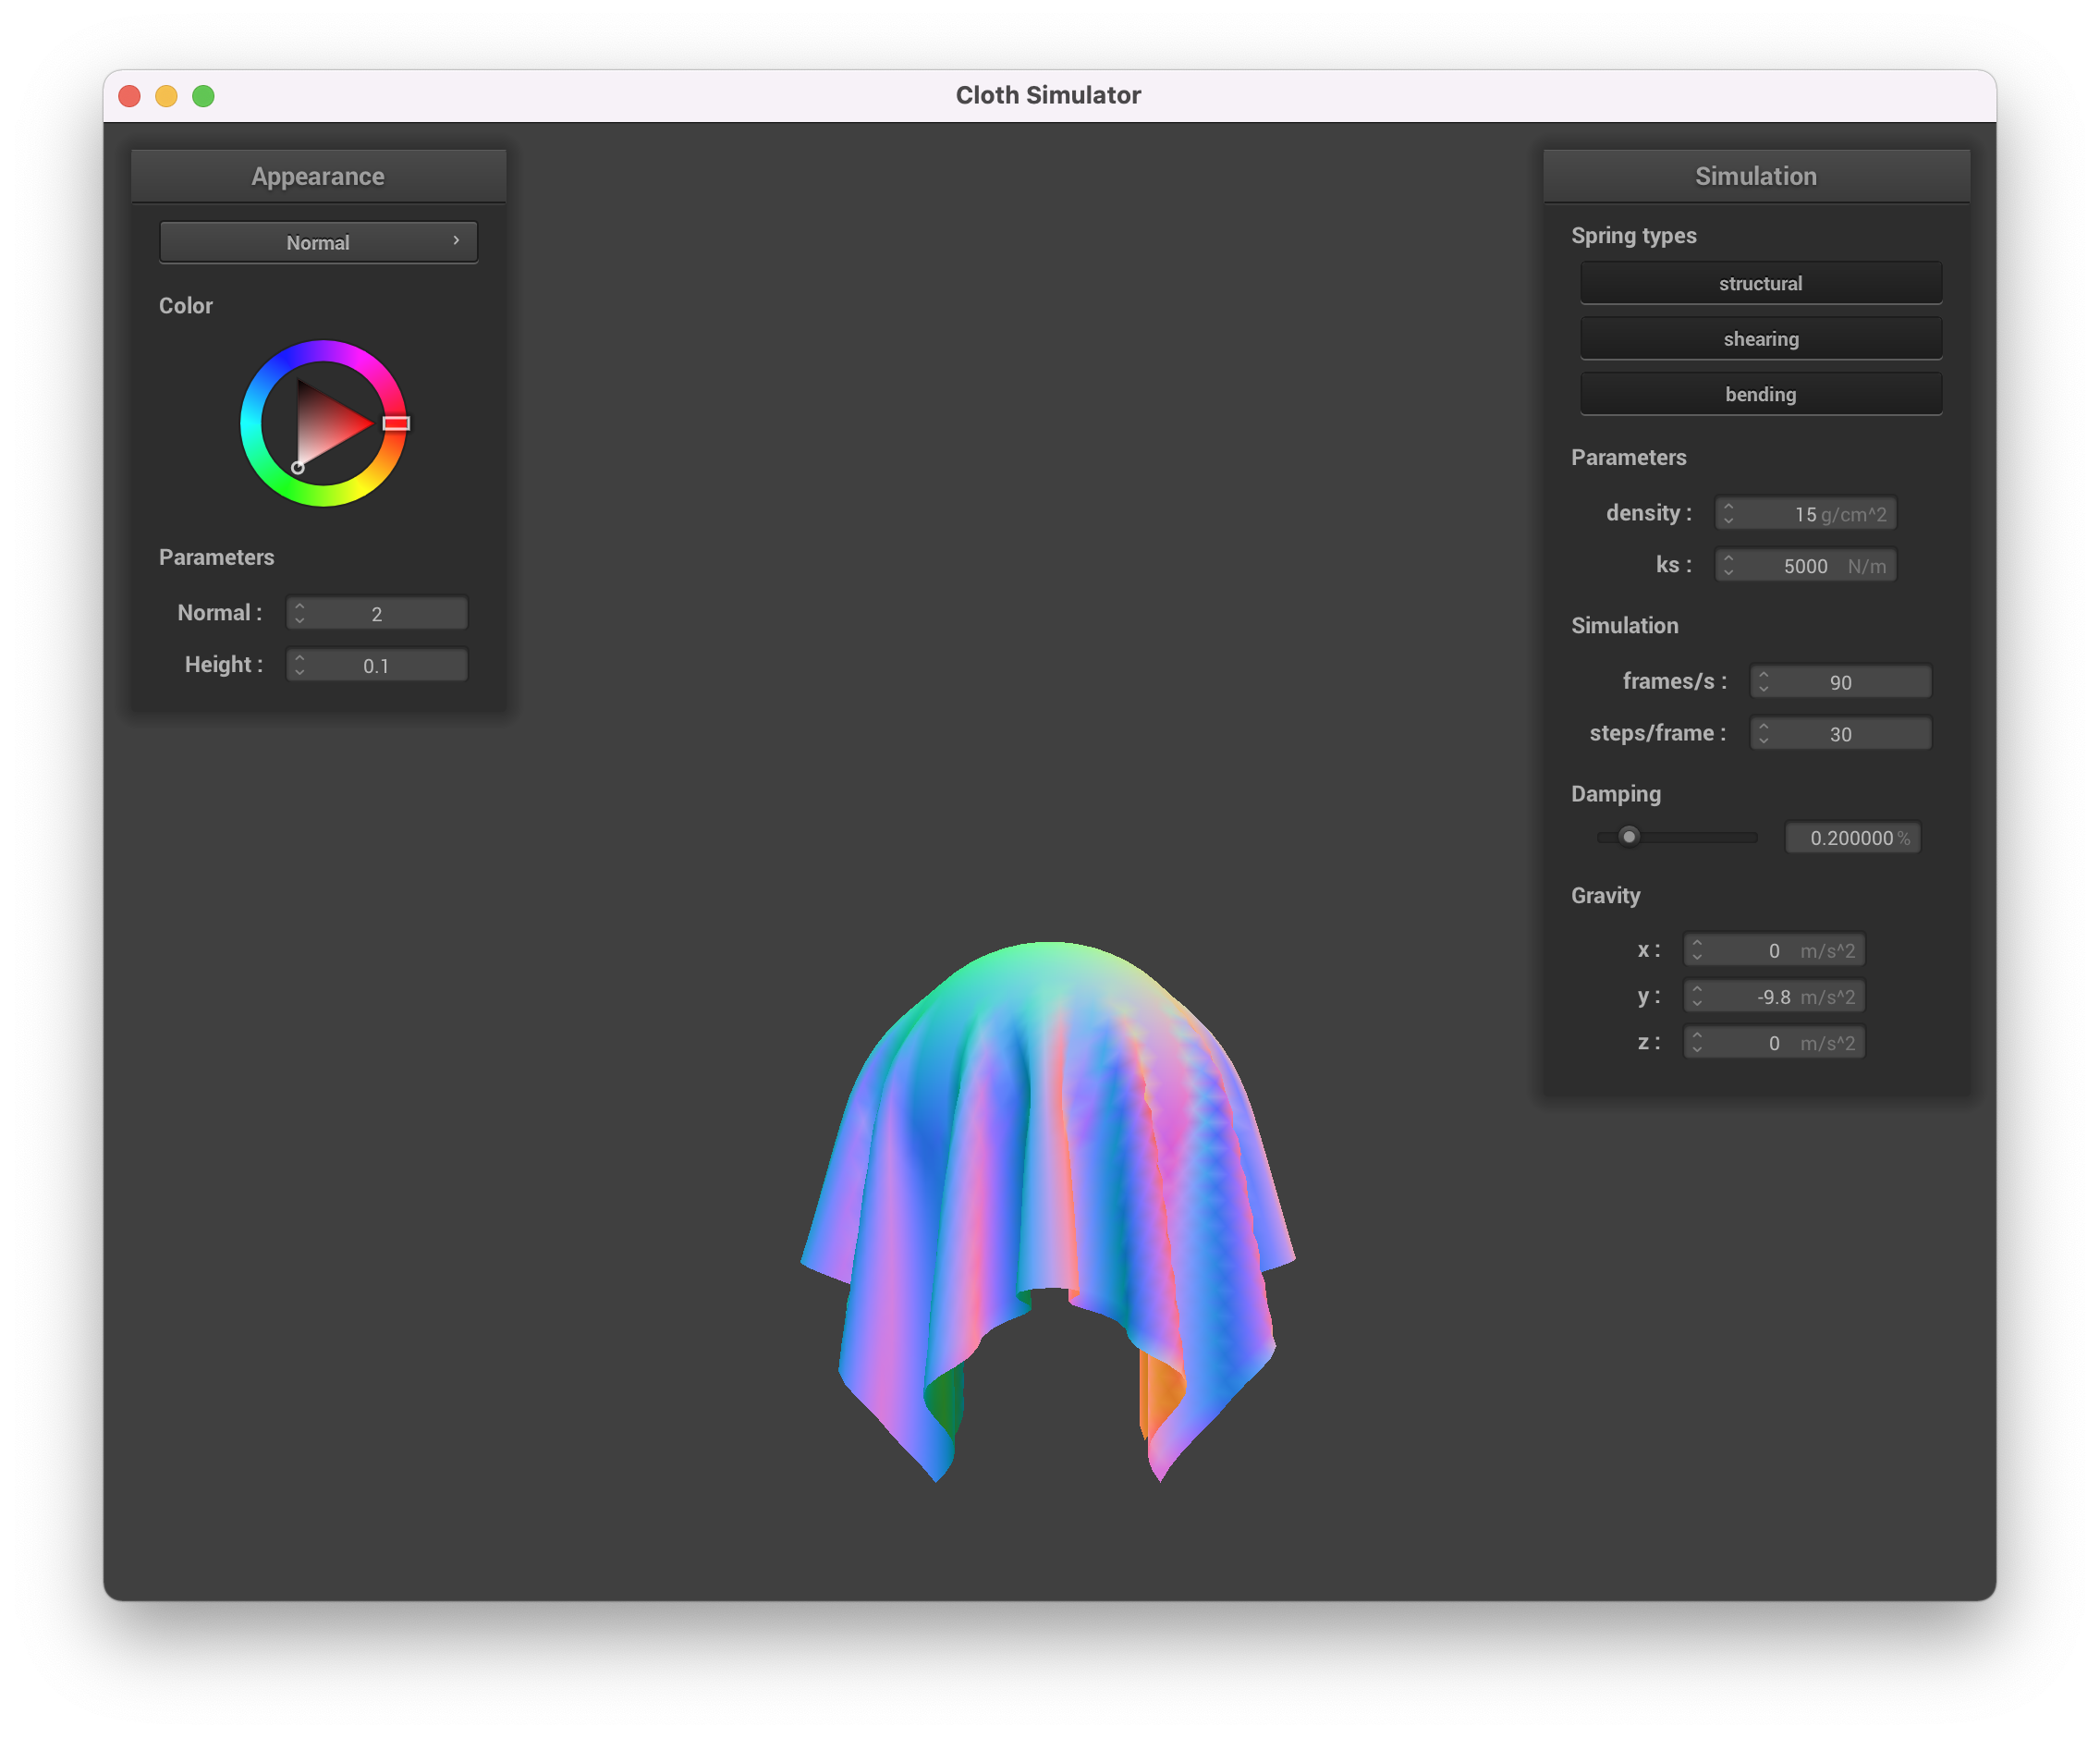 Cloth Simulator
Appearance
Normal
Color
Parameters
Normal : 2
Height : 0.1
Simulation
Spring types
structural
shearing
bending
Parameters
density : 15 g/cm^2
ks : 5000 N/m
Simulation
frames/s : 90
steps/frame : 30
Damping
0.200000 %
Gravity
x : 0 m/s^2
y : -9.8 m/s^2
z : 0 m/s^2